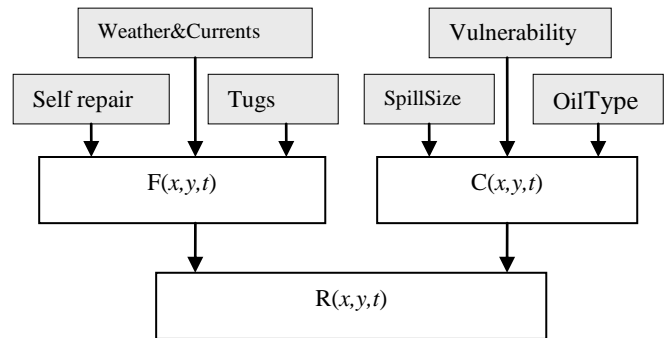 Weather&Currents
Vulnerability
Self repair
Tugs
SpillSize
OilType
F(x,y,t)
C(x,y,t)
R(x,y,t)